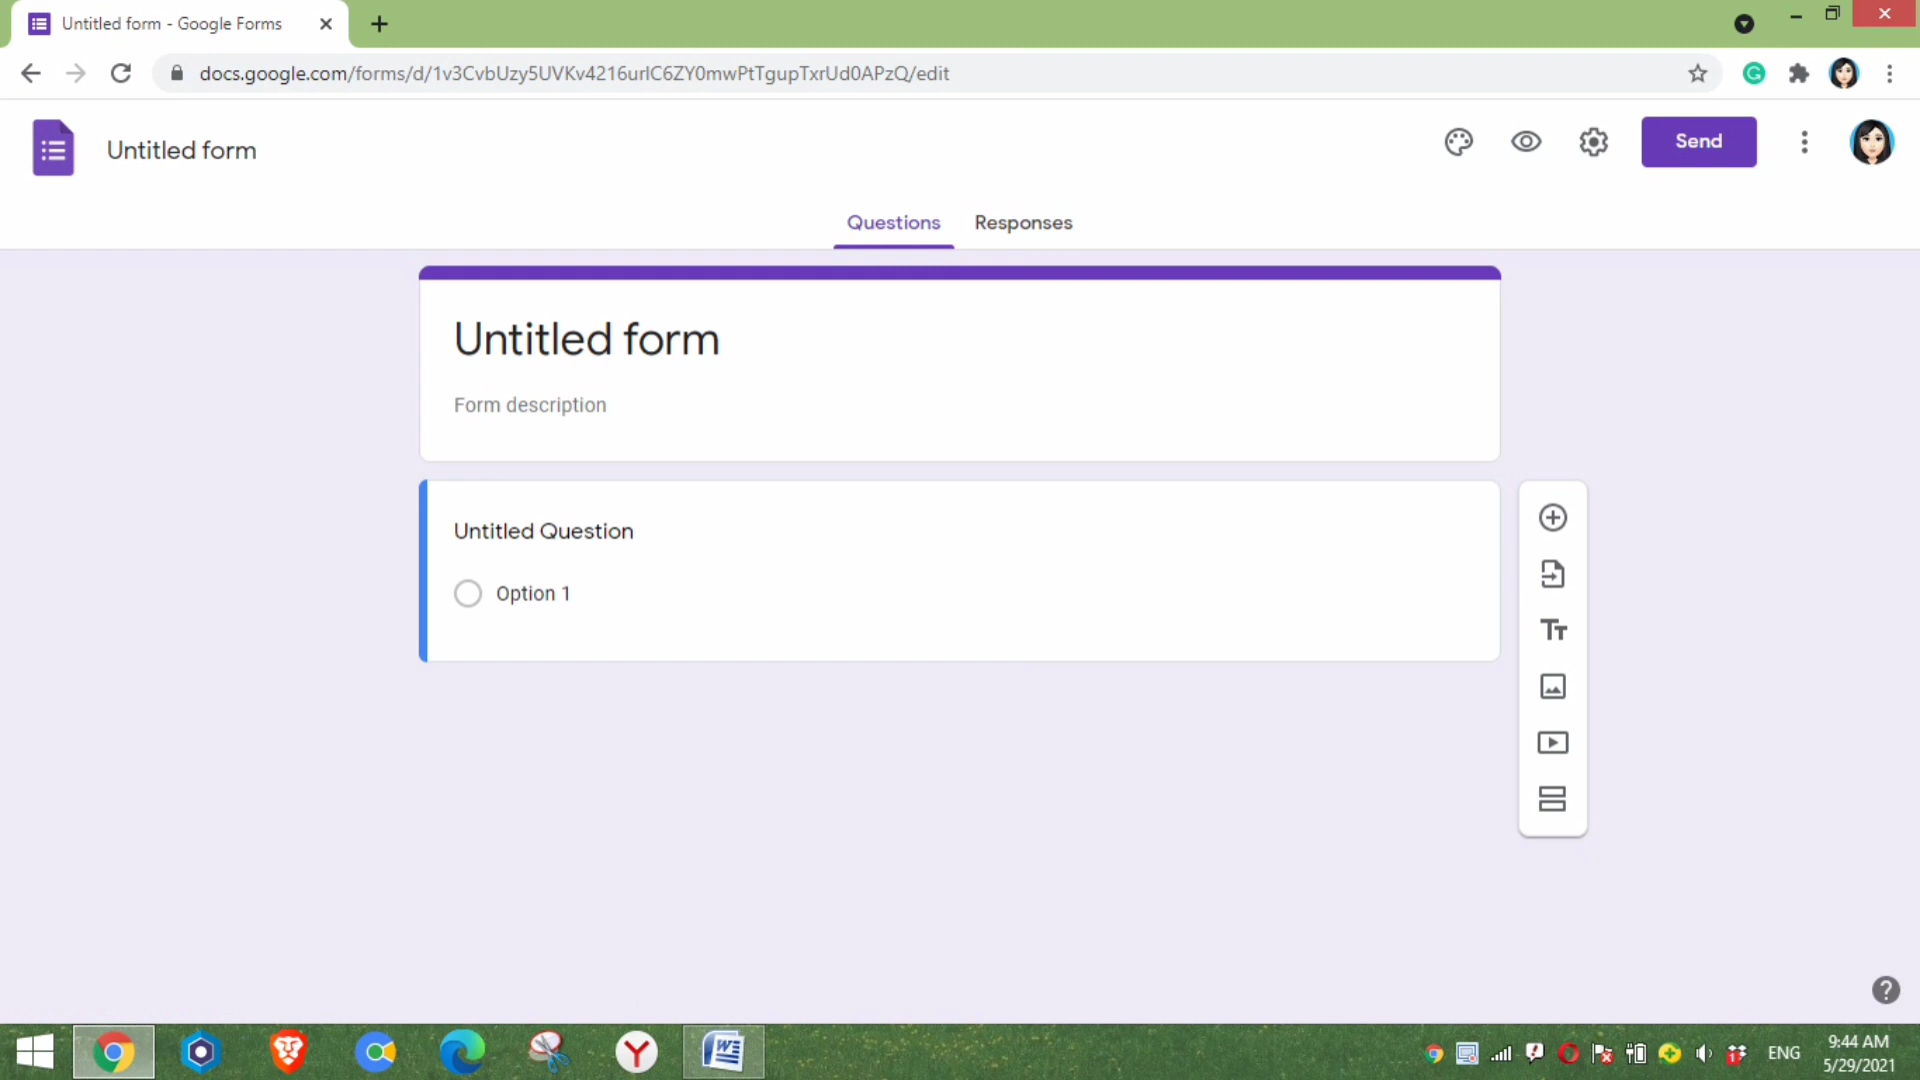 Untitled form - Google Forms
docs.google.com/forms/d/1v3CvbUzy5UVKv4216urlC6ZY0mwPtTgupTxrUd0APzQ/edit
Untitled form
Send
Questions Responses
Untitled form
Form description
Untitled Question
Option 1
ENG
9:44 AM
5/29/2021